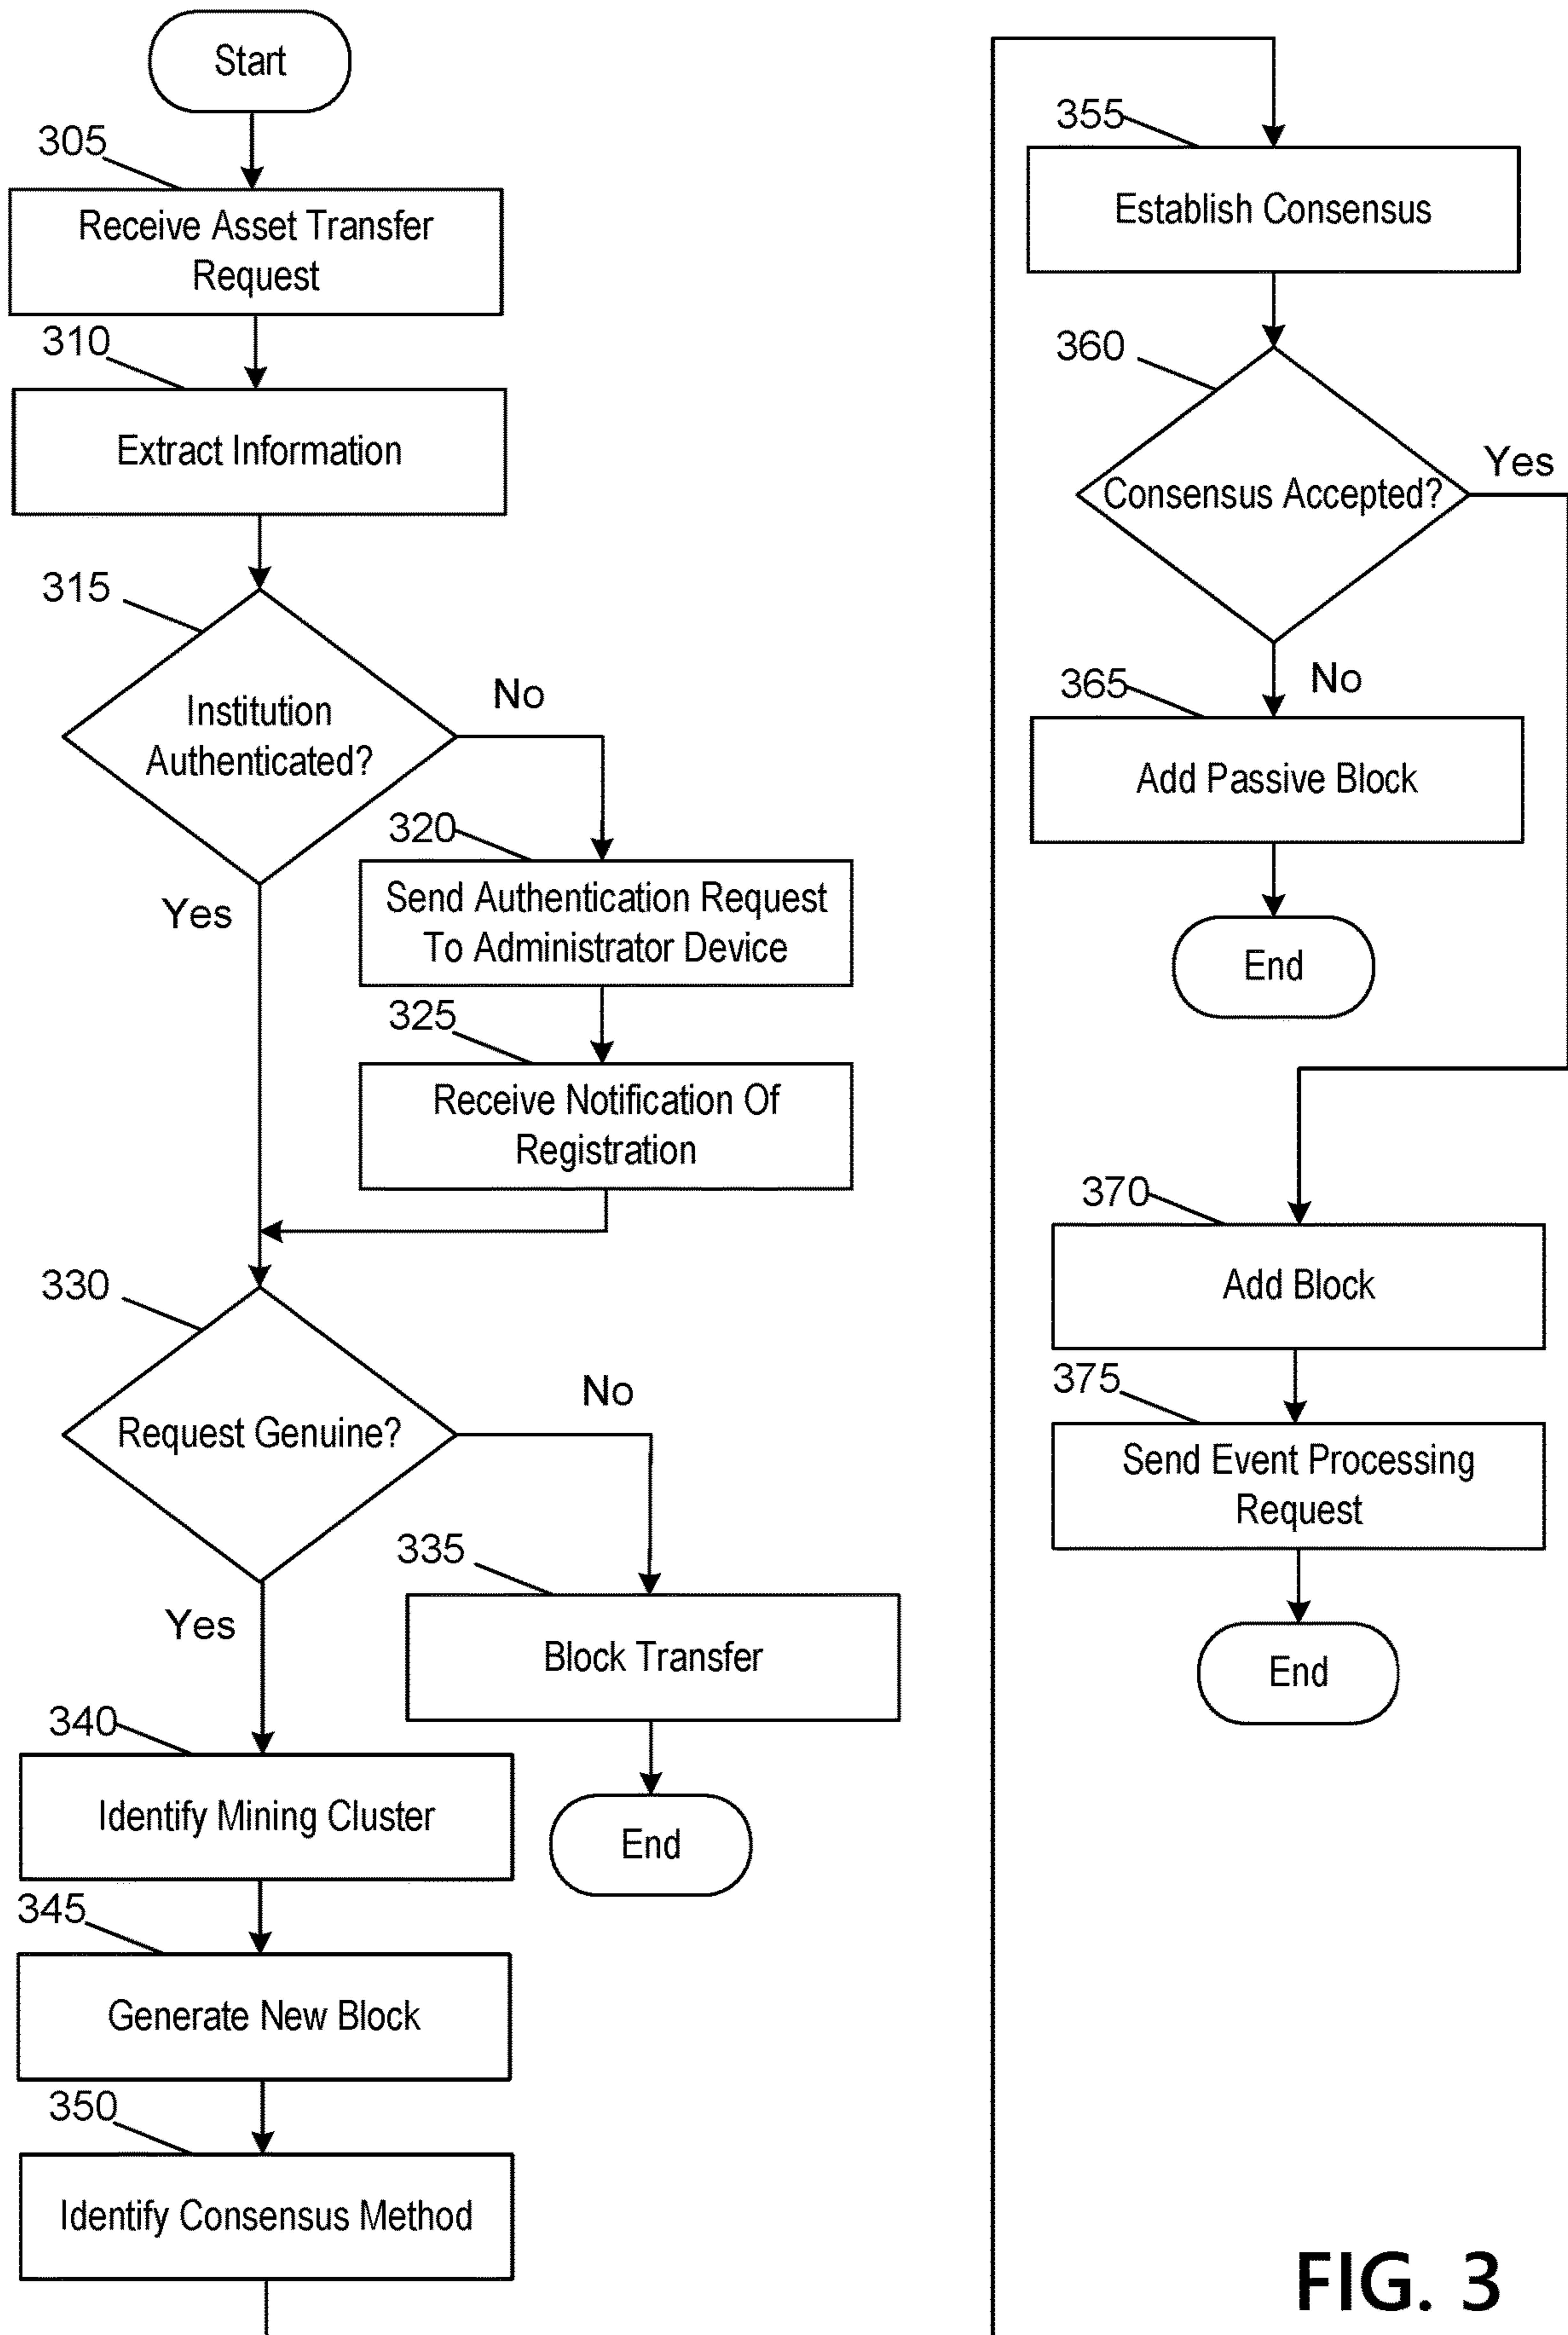 Start
305
Receive Asset Transfer
Request
310
Extract Information
315
Institution
Authenticated?
No
Yes
320
Send Authentication Request
To Administrator Device
325
Receive Notification Of
Registration
330
Request Genuine?
No
Yes
335
Block Transfer
End
340
Identify Mining Cluster
345
Generate New Block
350
Identify Consensus Method
355
Establish Consensus
360
Consensus Accepted?
Yes
No
365
Add Passive Block
End
370
Add Block
375
Send Event Processing
Request
End
FIG. 3